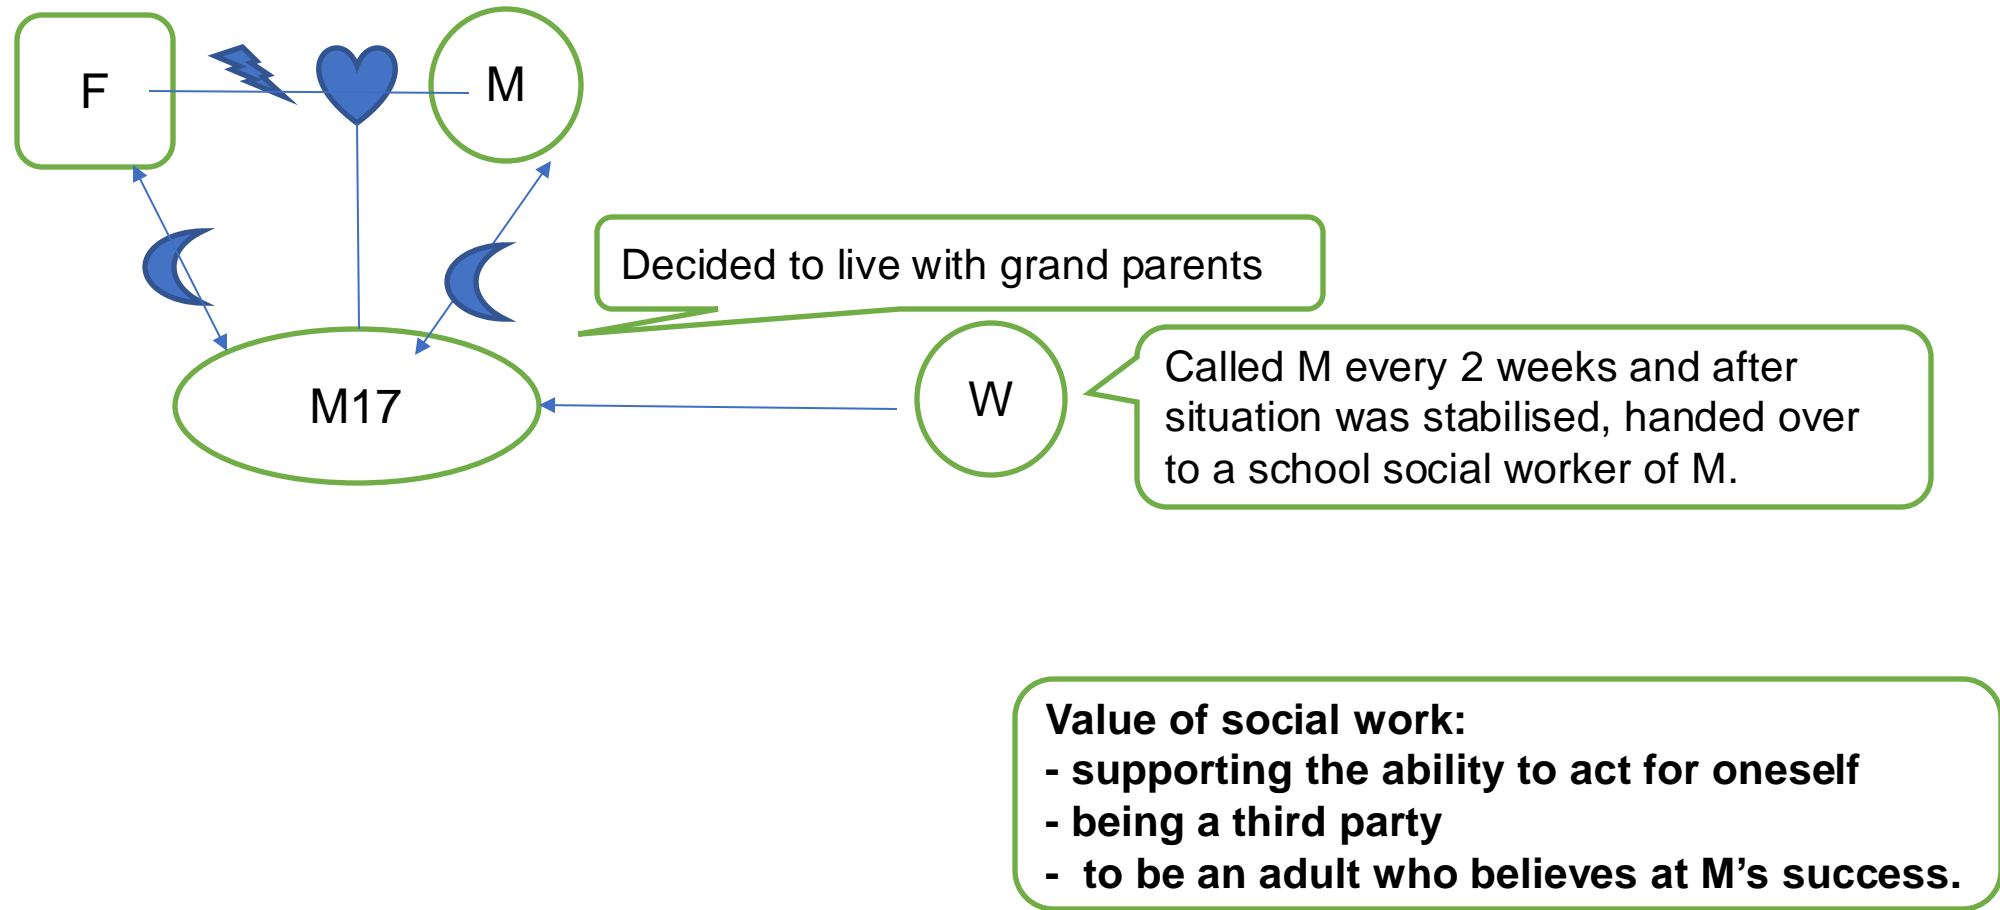 F
M
Decided to live with grand parents
M17
W
Called M every 2 weeks and after
situation was stabilised, handed over
to a school social worker of M.
Value of social work:
- supporting the ability to act for oneself
- being a third party
-  to be an adult who believes at M’s success.